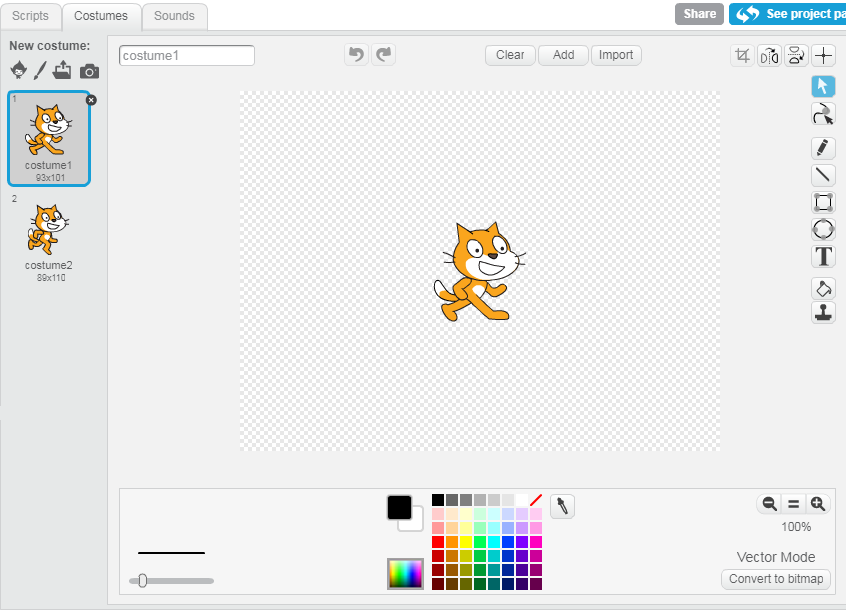 Scripts
Costumes
Sounds
Share
See project pa
New costume:
costume1
Clear
Add
Import
1
costume1
93x101
2
costume2
89x110
T
100%
Vector Mode
Convert to bitmap